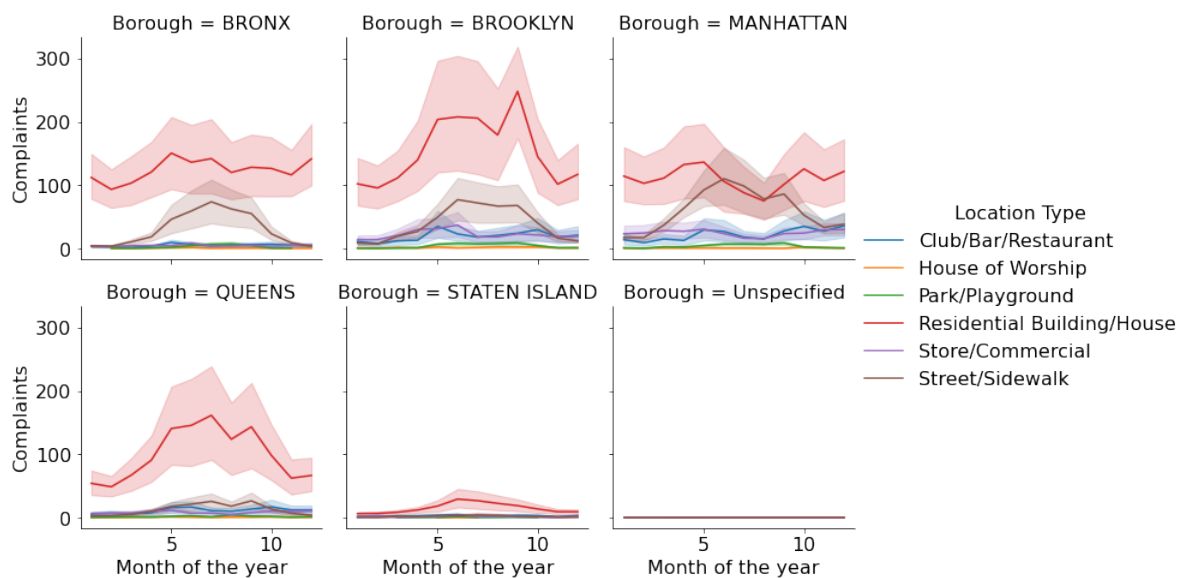 Borough = BRONX
Borough = BROOKLYN
Borough = MANHATTAN
300
200
100
0
Complaints
Location Type
Club/Bar/Restaurant
House of Worship
Park/Playground
Residential Building/House
Store/Commercial
Street/Sidewalk
Borough = QUEENS
Borough = STATEN ISLAND
Borough = Unspecified
300
200
100
0
Complaints
5 10
5 10
5 10
Month of the year
Month of the year
Month of the year